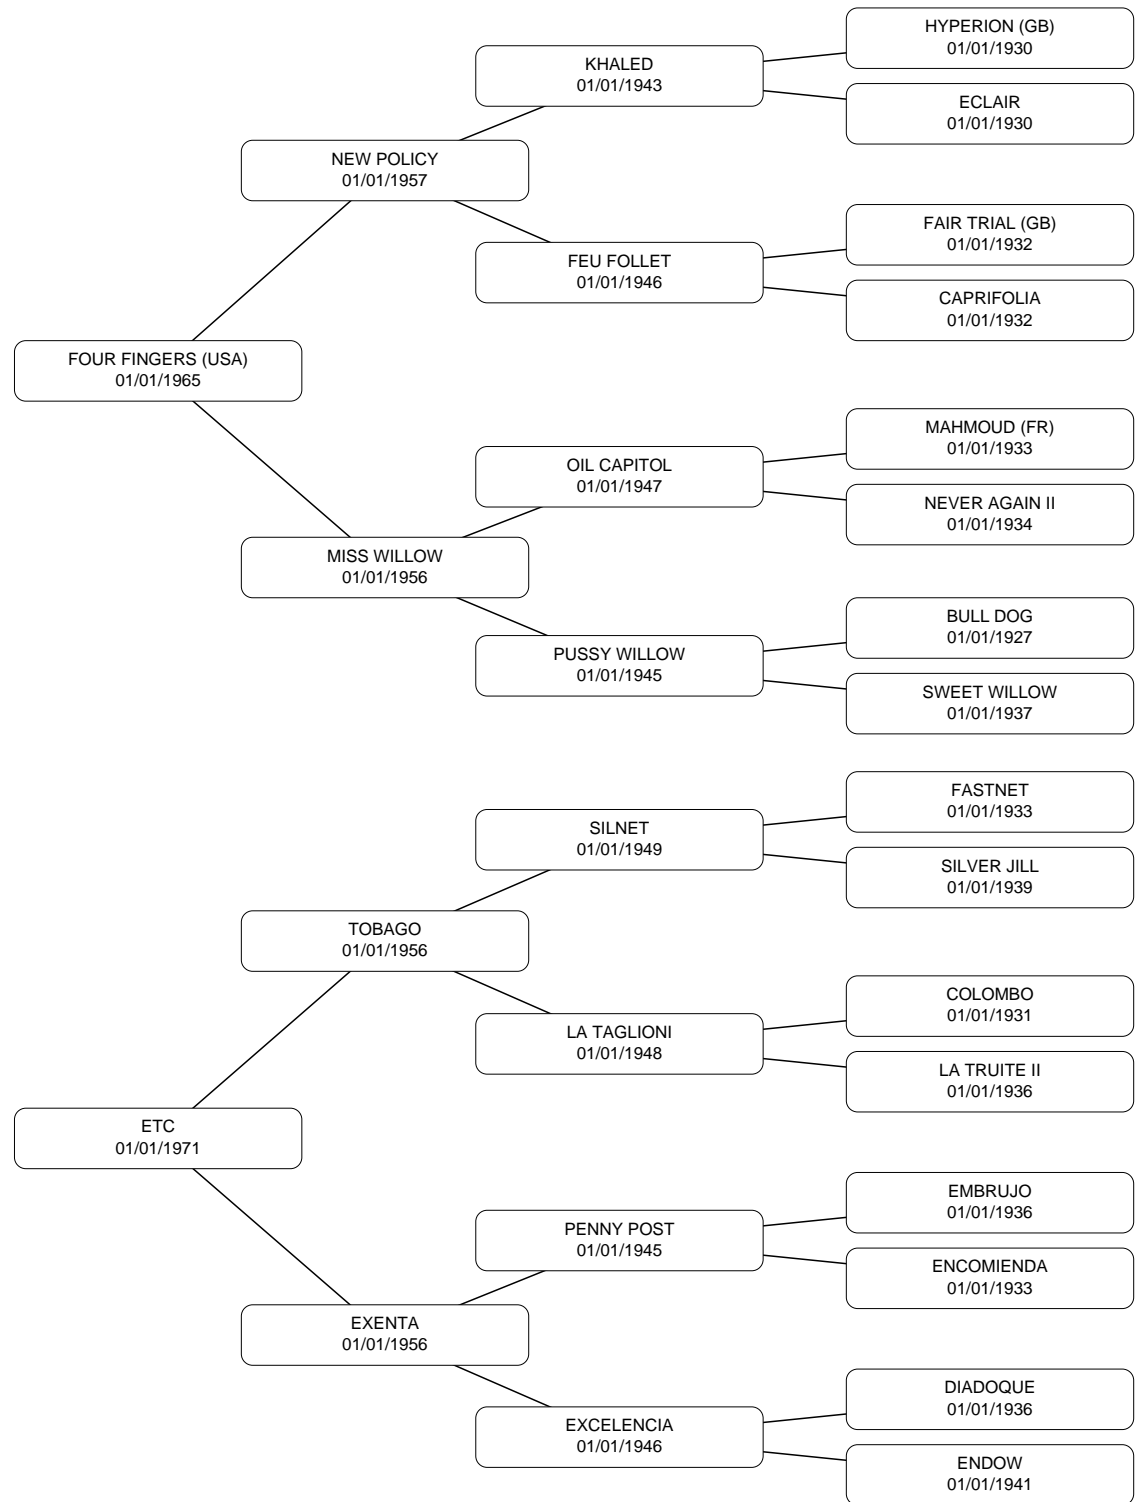 HYPERION (GB)
01/01/1930
KHALED
01/01/1943
ECLAIR
01/01/1930
NEW POLICY
01/01/1957
FAIR TRIAL (GB)
01/01/1932
FEU FOLLET
01/01/1946
CAPRIFOLIA
01/01/1932
FOUR FINGERS (USA)
01/01/1965
MAHMOUD (FR)
01/01/1933
OIL CAPITOL
01/01/1947
NEVER AGAIN II
01/01/1934
MISS WILLOW
01/01/1956
BULL DOG
01/01/1927
PUSSY WILLOW
01/01/1945
SWEET WILLOW
01/01/1937
FASTNET
01/01/1933
SILNET
01/01/1949
SILVER JILL
01/01/1939
TOBAGO
01/01/1956
COLOMBO
01/01/1931
LA TAGLIONI
01/01/1948
LA TRUITE II
01/01/1936
ETC
01/01/1971
EMBRUJO
01/01/1936
PENNY POST
01/01/1945
ENCOMIENDA
01/01/1933
EXENTA
01/01/1956
DIADOQUE
01/01/1936
EXCELENCIA
01/01/1946
ENDOW
01/01/1941